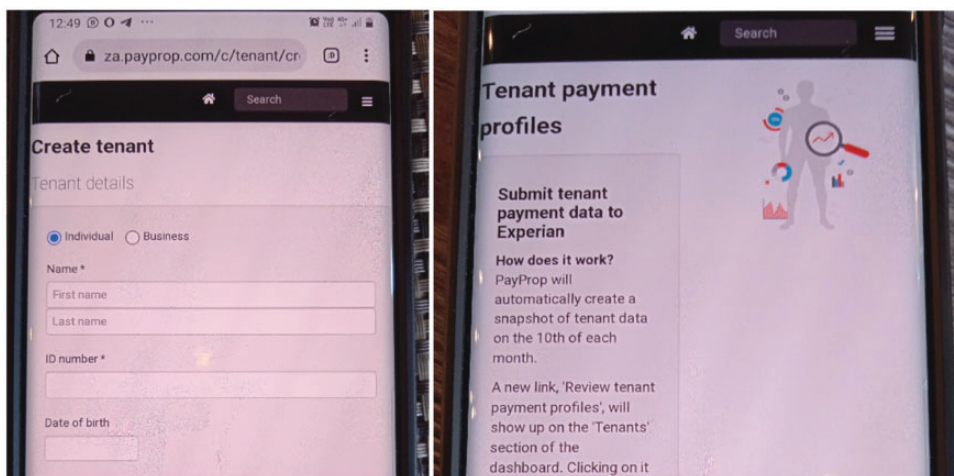 12:49
za.payprop.com/c/tenant/cr
Search
Create tenant
Tenant details
Individual Business
Name *
First name
Last name
ID number *
Date of birth
Search
Tenant payment
profiles
Submit tenant
payment data to
Experian
How does it work?
PayProp will
automatically create a
snapshot of tenant data
on the 10th of each
month.
A new link, 'Review tenant
payment profiles', will
show up on the 'Tenants'
section of the
dashboard. Clicking on it